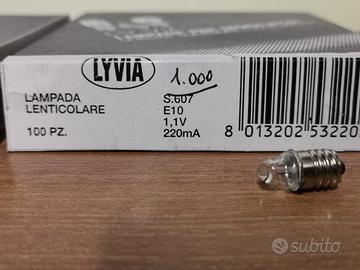 LYVIA
1.000
LAMPADA
LENTICOLARE
100 PZ.
S.607
E10
1,1V
220mA
8 013202 53220
subito